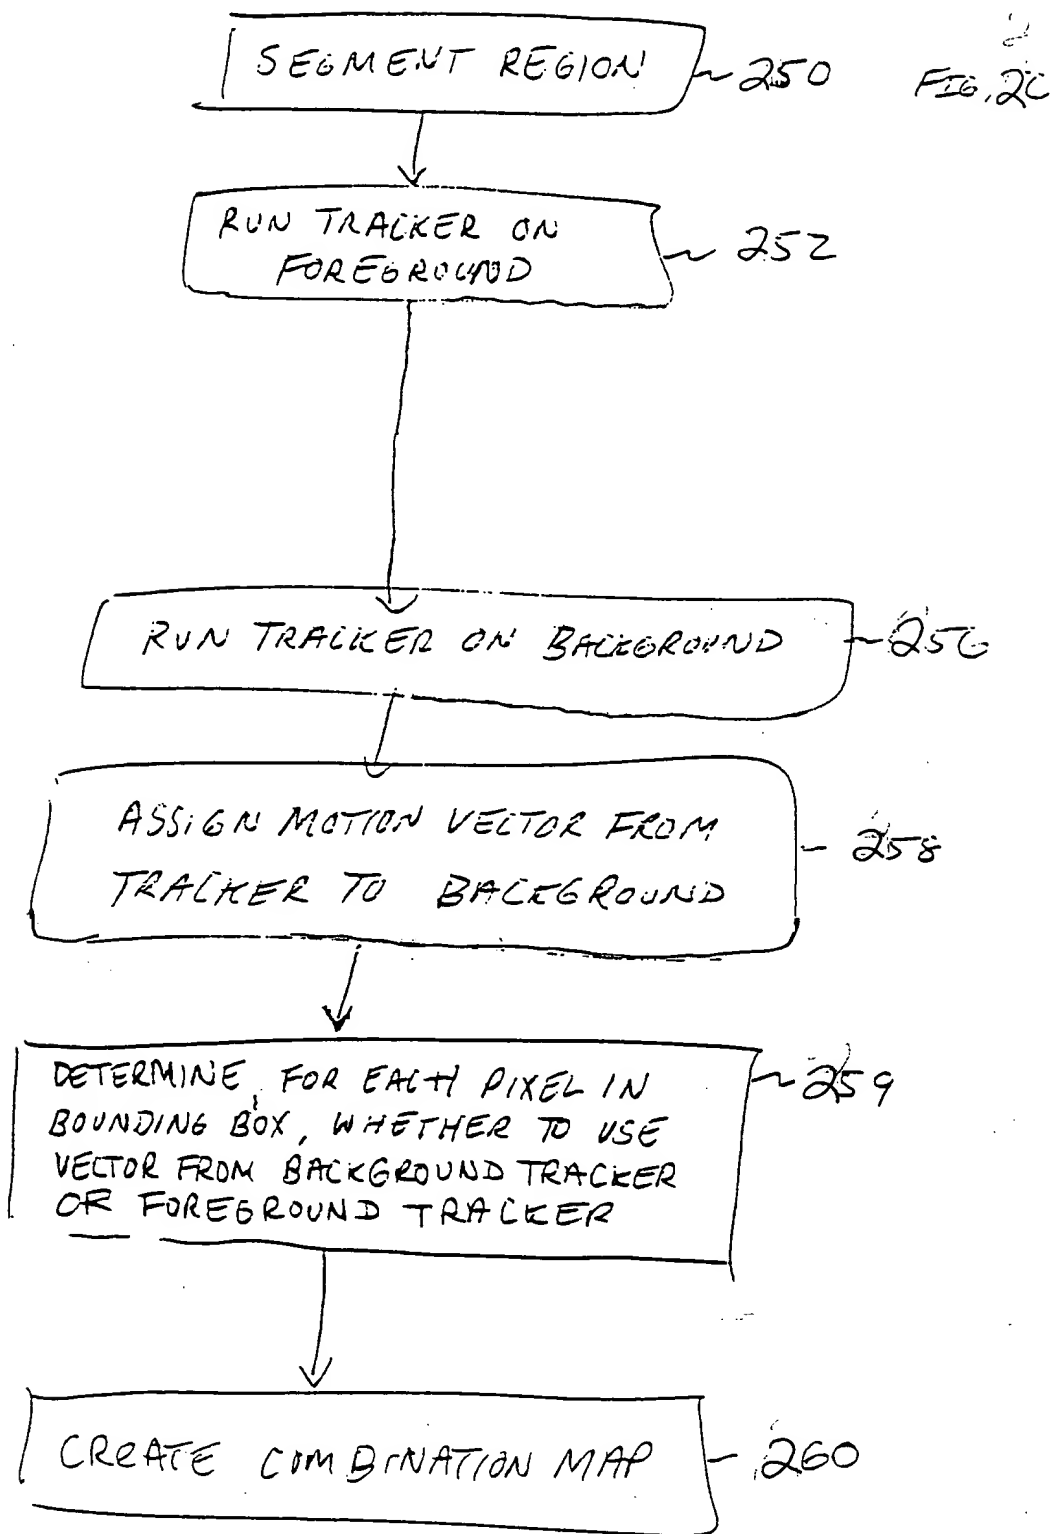 SEGMENT REGION
250
FIG. 2C
RUN TRACKER ON
FOREGROUND
252
RUN TRACKER ON BACKGROUND
256
ASSIGN MOTION VECTOR FROM
TRACKER TO BACKGROUND
258
DETERMINE, FOR EACH PIXEL IN
BOUNDING BOX, WHETHER TO USE
VECTOR FROM BACKGROUND TRACKER
OR FOREGROUND TRACKER
259
CREATE COMBINATION MAP
260